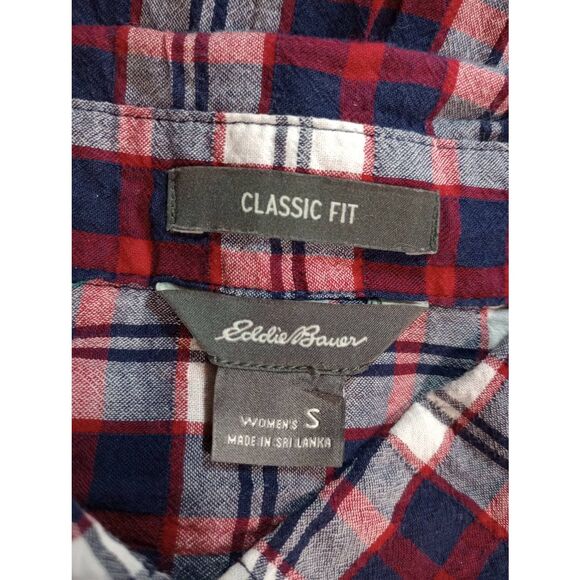 CLASSIC FIT
Eddie Bauer
WOMEN'S S
MADE IN SRI LANKA